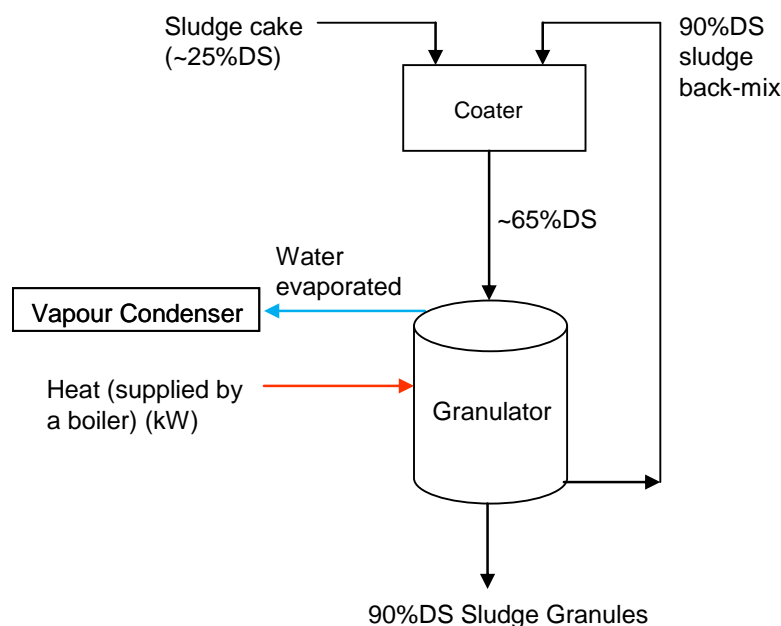 Sludge cake
(~25%DS)
90%DS
sludge
back-mix
Coater
~65%DS
Water
evaporated
Vapour Condenser
Heat (supplied by
a boiler) (kW)
Granulator
90%DS Sludge Granules